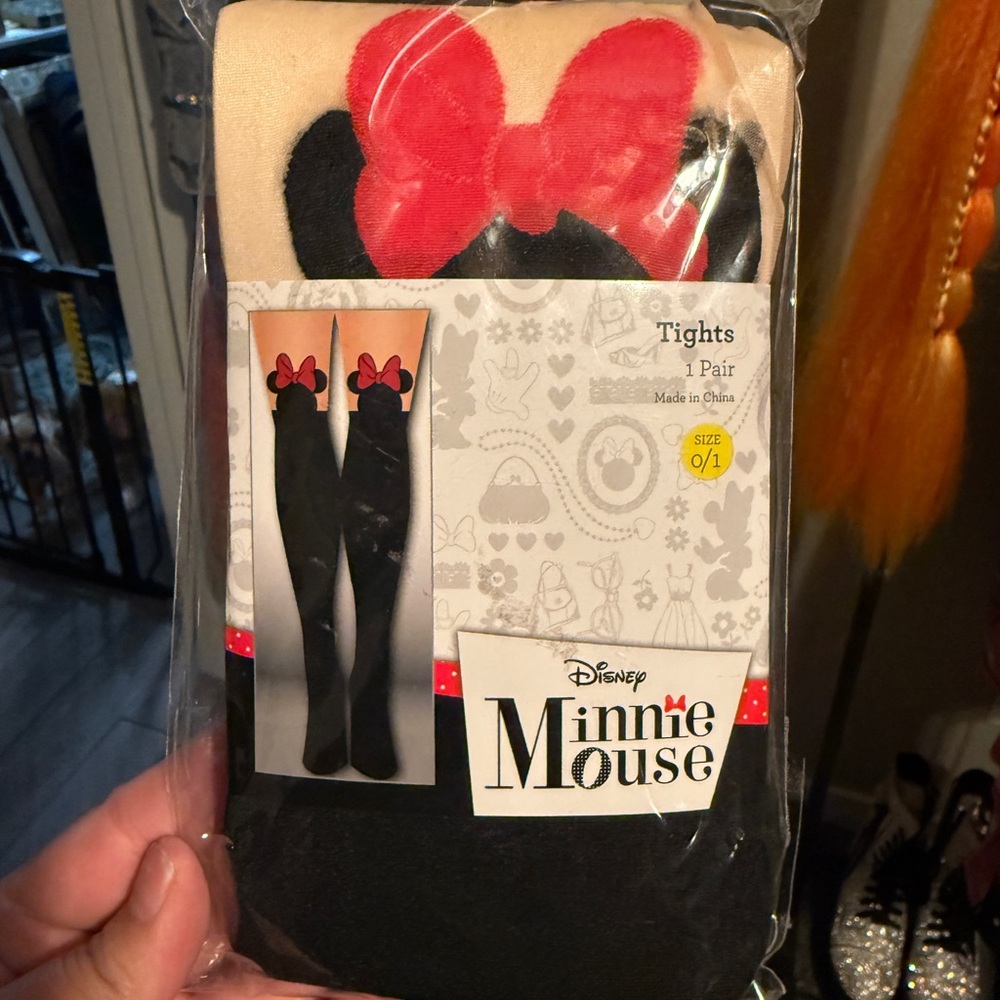 Tights
1 Pair
Made in China
SIZE
0/1
Disney
Minnie
Mouse